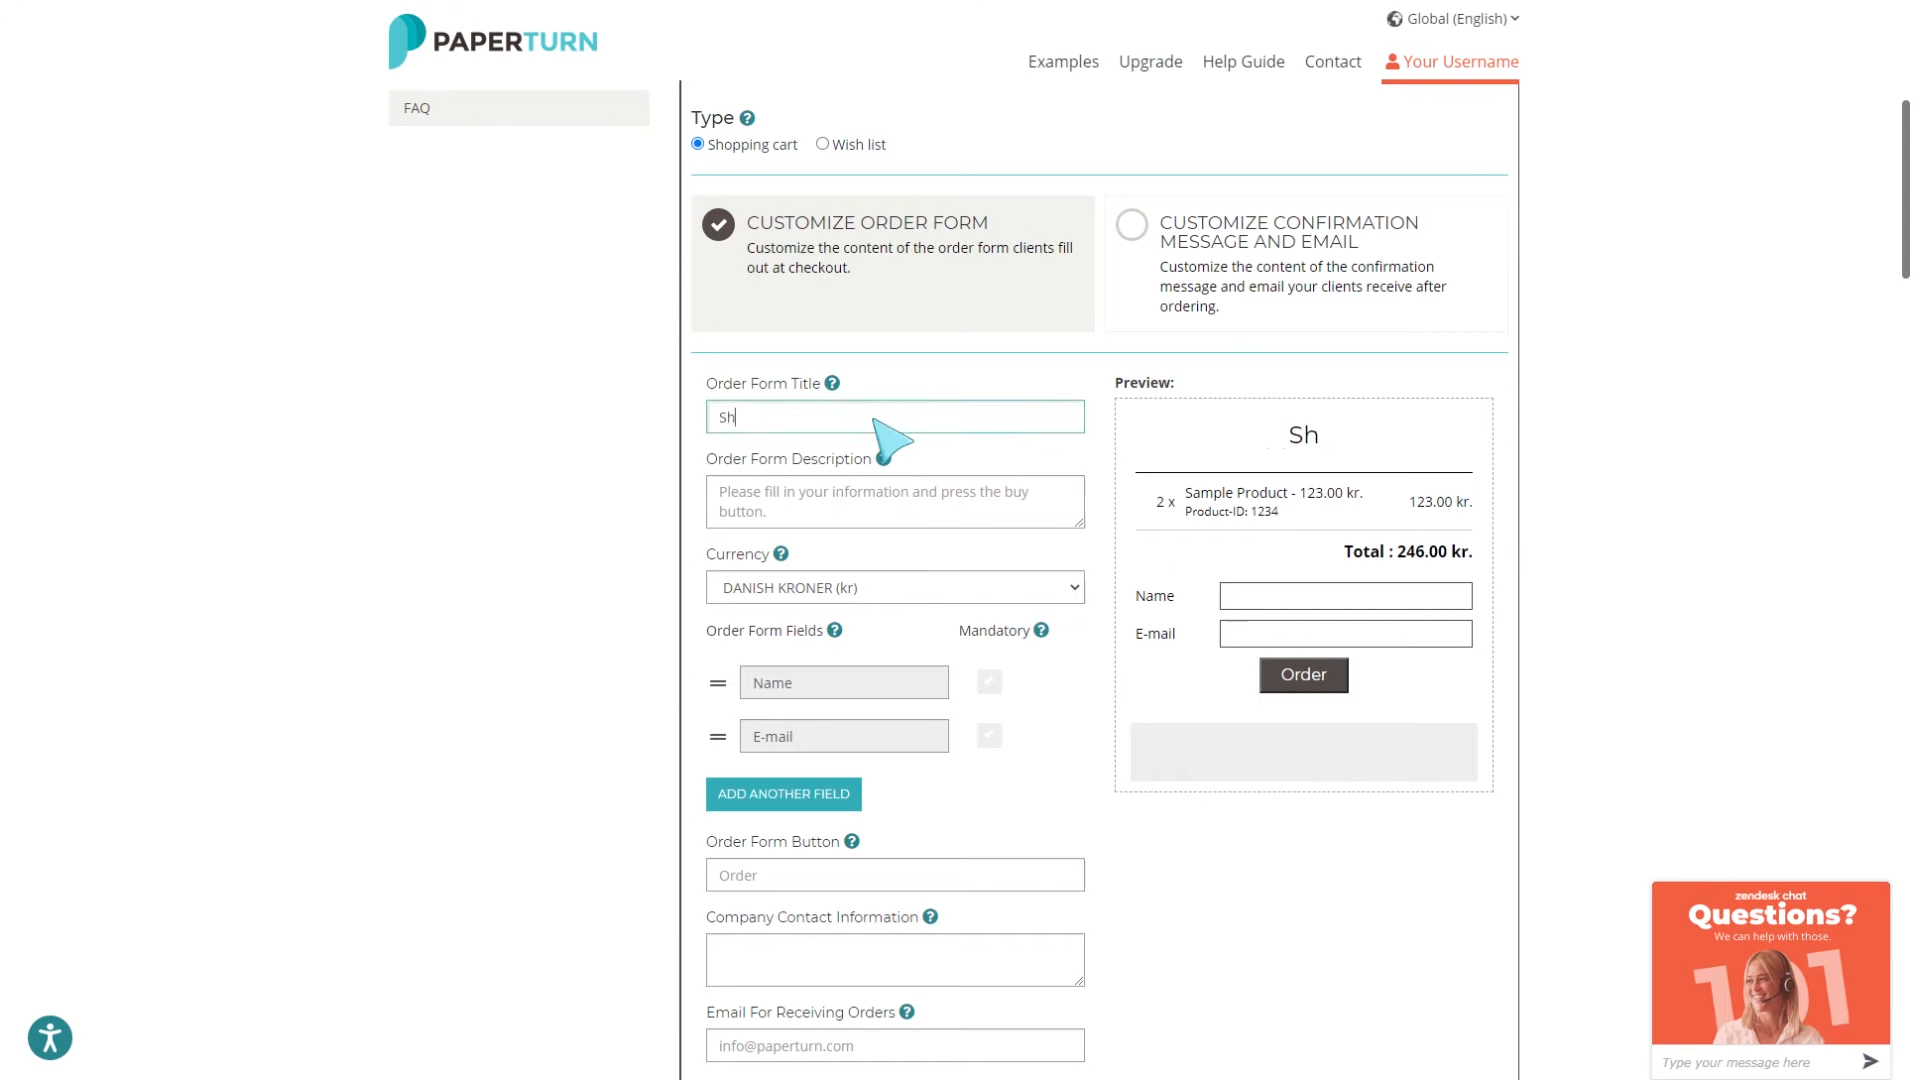 PAPERTURN
Global (English)
Examples
Upgrade
Help Guide
Contact
Your Username
FAQ
Type ?
Shopping cart
Wish list
CUSTOMIZE ORDER FORM
Customize the content of the order form clients fill
out at checkout.
CUSTOMIZE CONFIRMATION
MESSAGE AND EMAIL
Customize the content of the confirmation
message and email your clients receive after
ordering.
Order Form Title ?
Sh
Order Form Description
Please fill in your information and press the buy
button.
Currency ?
DANISH KRONER (kr)
Order Form Fields ?
Mandatory ?
Name
E-mail
ADD ANOTHER FIELD
Order Form Button ?
Order
Company Contact Information ?
Email For Receiving Orders ?
info@paperturn.com
Preview:
Sh
2 x
Sample Product - 123.00 kr.
Product-ID: 1234
123.00 kr.
Total : 246.00 kr.
Name
E-mail
Order
zendesk chat
Questions?
We can help with those.
101
Type your message here